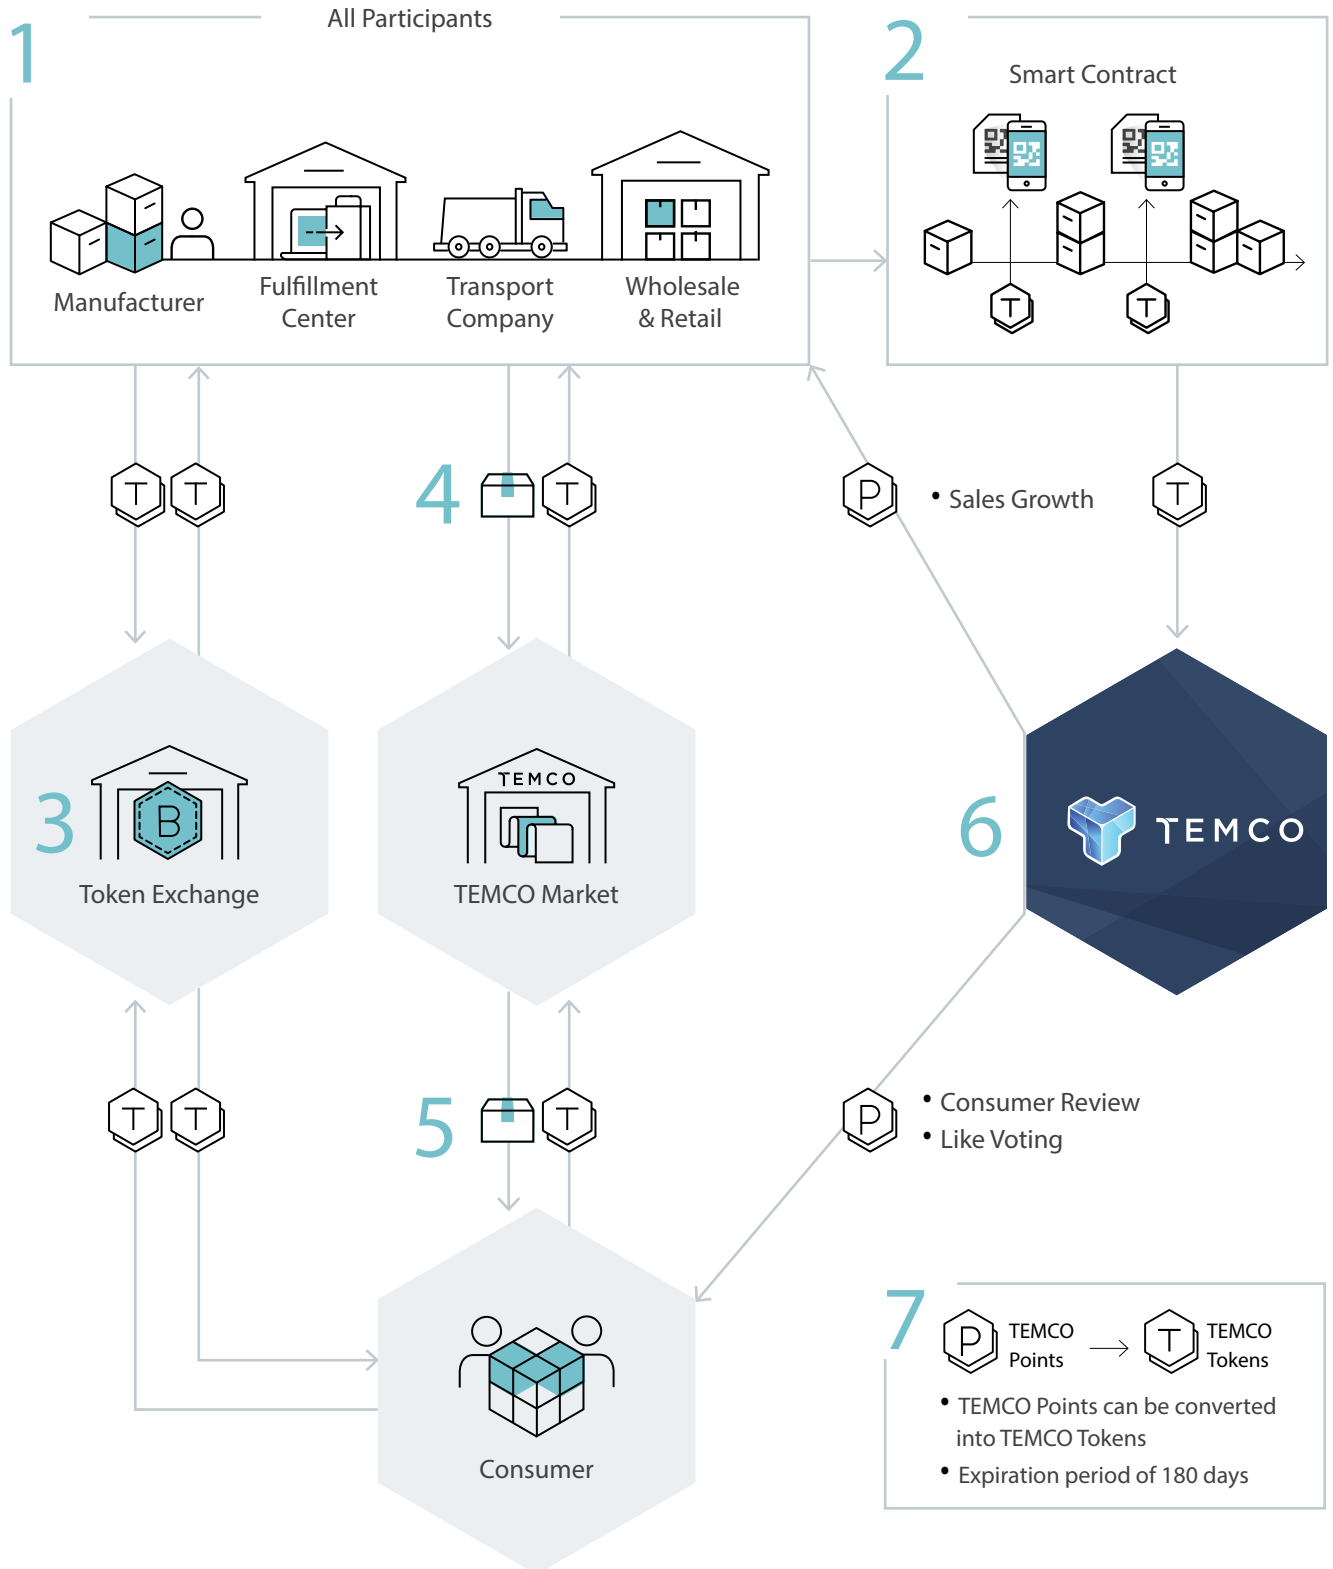 All Participants
1
Manufacturer
Fulfillment
Center
Transport
Company
Wholesale
& Retail
2
Smart Contract
T
T
T
T
4
T
P
• Sales Growth
T
3
B
Token Exchange
TEMCO
TEMCO Market
6
TEMCO
T
T
5
T
P
• Consumer Review
• Like Voting
Consumer
7
P
TEMCO
Points
T
TEMCO
Tokens
• TEMCO Points can be converted
into TEMCO Tokens
• Expiration period of 180 days